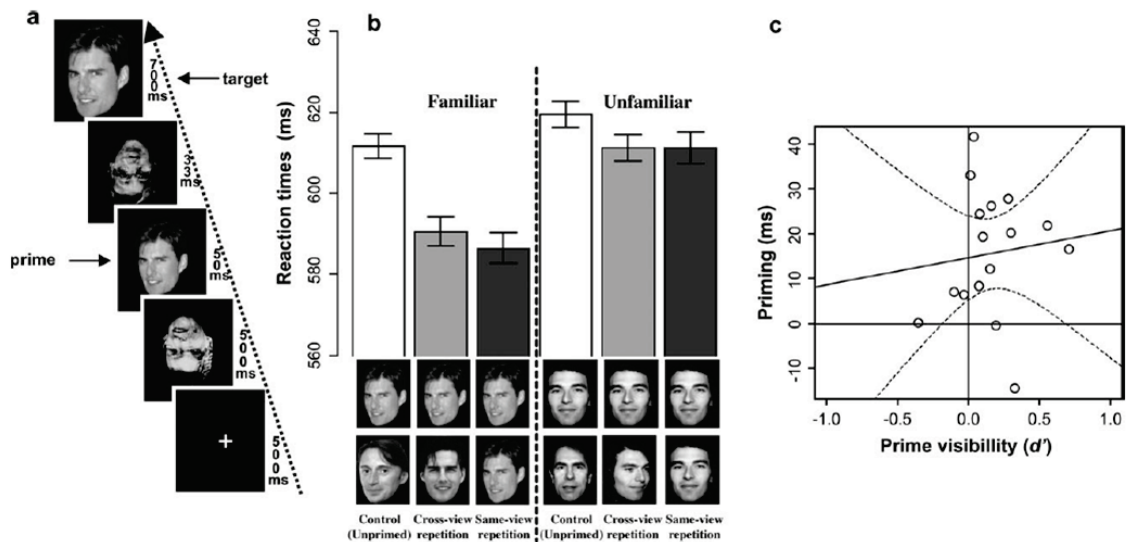 a
700 ms
target
33 ms
prime
50 ms
500 ms
500 ms
b
Reaction times (ms)
640
620
600
580
560
Familiar
Unfamiliar
Control (Unprimed)
Cross-view repetition
Same-view repetition
Control (Unprimed)
Cross-view repetition
Same-view repetition
c
Priming (ms)
40
30
20
10
0
-10
-1.0
-0.5
0.0
0.5
1.0
Prime visibillity (d')